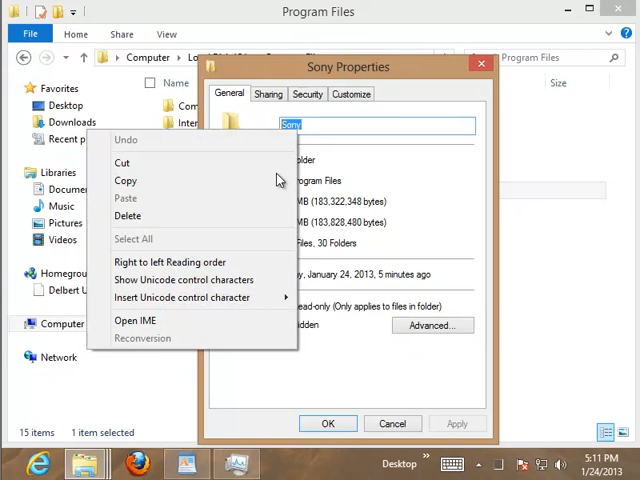 Program Files
File Home Share View
Computer
Program Files
Favorites
Name
Size
Desktop
Downloads
Recent p
Libraries
Docume
Music
Pictures
Videos
Homegrou
Delbert U
Computer
Network
Com
Inter
Sony Properties
General Sharing Security Customize
Sony
older
rogram Files
MB (183,322,348 bytes)
MB (183,828,480 bytes)
Files, 30 Folders
y, January 24, 2013, 5 minutes ago
ead-only (Only applies to files in folder)
idden
Advanced...
OK Cancel Apply
Undo
Cut
Copy
Paste
Delete
Select All
Right to left Reading order
Show Unicode control characters
Insert Unicode control character
Open IME
Reconversion
15 items 1 item selected
Desktop
5:11 PM
1/24/2013